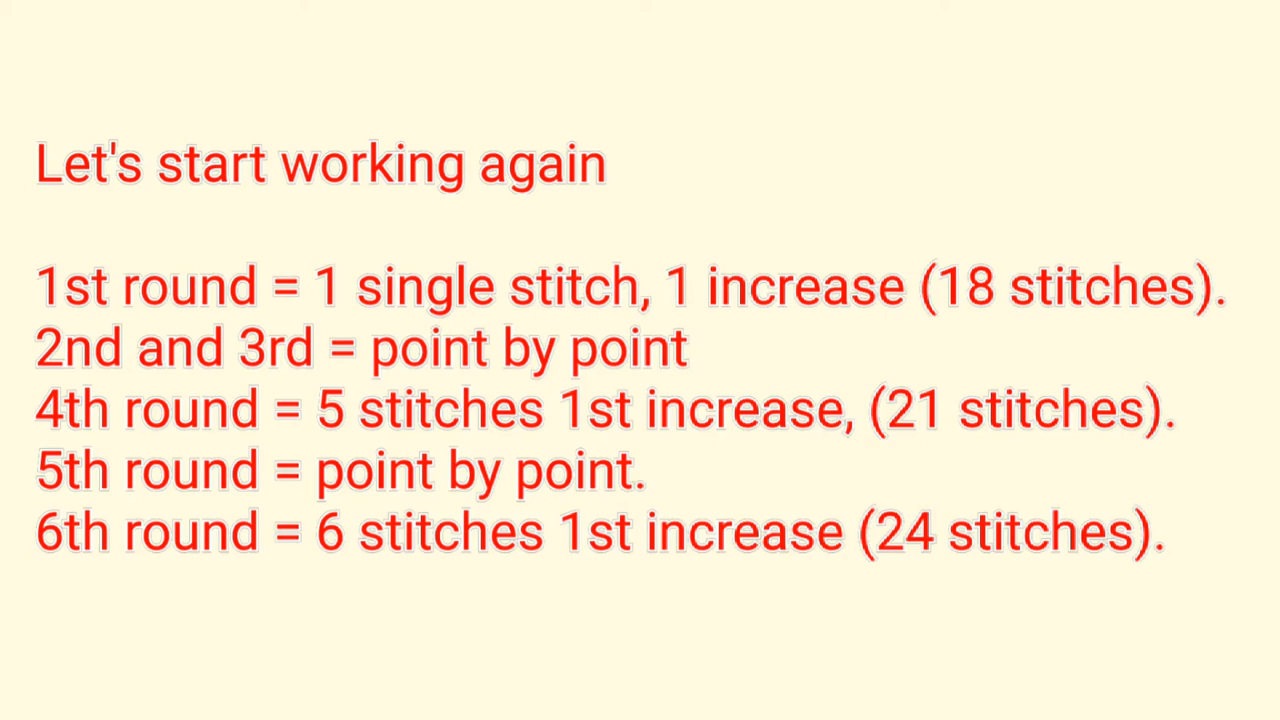 Let's start working again
1st round = 1 single stitch, 1 increase (18 stitches).
2nd and 3rd = point by point
4th round = 5 stitches 1st increase, (21 stitches).
5th round = point by point.
6th round = 6 stitches 1st increase (24 stitches).